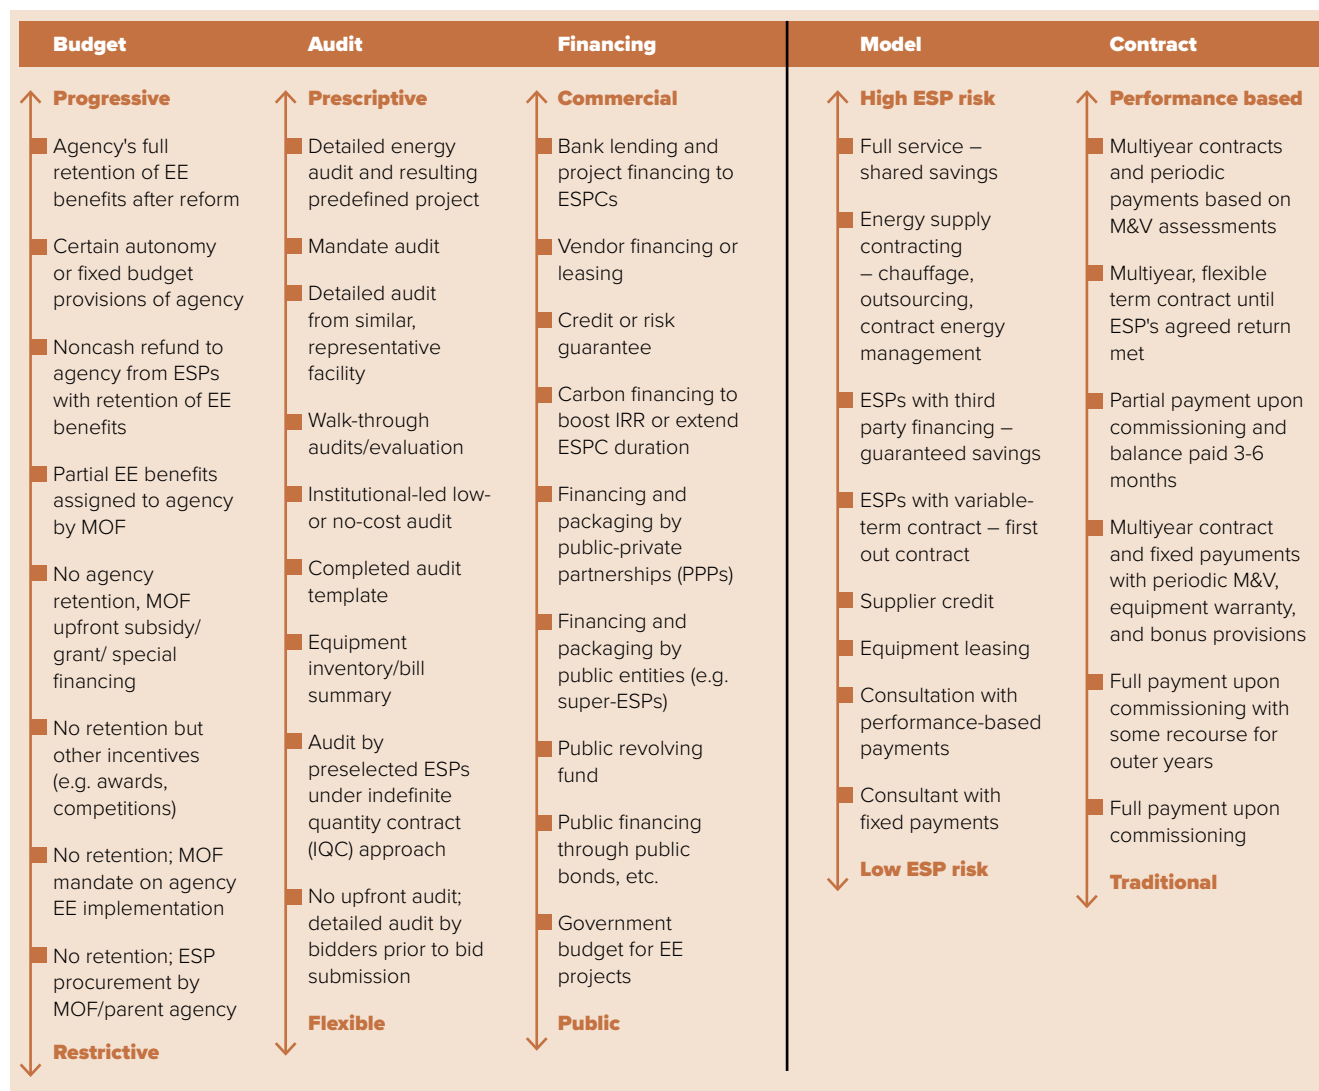 Budget
Progressive
Agency's full
retention of EE
benefits after reform
Certain autonomy
or fixed budget
provisions of agency
Noncash refund to
agency from ESPs
with retention of EE
benefits
Partial EE benefits
assigned to agency
by MOF
No agency
retention, MOF
upfront subsidy/
grant/ special
financing
No retention but
other incentives
(e.g. awards,
competitions)
No retention; MOF
mandate on agency
EE implementation
No retention; ESP
procurement by
MOF/parent agency
Restrictive
Audit
Prescriptive
Detailed energy
audit and resulting
predefined project
Mandate audit
Detailed audit
from similar,
representative
facility
Walk-through
audits/evaluation
Institutional-led low-
or no-cost audit
Completed audit
template
Equipment
inventory/bill
summary
Audit by
preselected ESPs
under indefinite
quantity contract
(IQC) approach
No upfront audit;
detailed audit by
bidders prior to bid
submission
Flexible
Financing
Commercial
Bank lending and
project financing to
ESPCs
Vendor financing or
leasing
Credit or risk
guarantee
Carbon financing to
boost IRR or extend
ESPC duration
Financing and
packaging by
public-private
partnerships (PPPs)
Financing and
packaging by
public entities (e.g.
super-ESPs)
Public revolving
fund
Public financing
through public
bonds, etc.
Government
budget for EE
projects
Public
Model
High ESP risk
Full service –
shared savings
Energy supply
contracting
– chauffage,
outsourcing,
contract energy
management
ESPs with third
party financing –
guaranteed savings
ESPs with variable-
term contract – first
out contract
Supplier credit
Equipment leasing
Consultation with
performance-based
payments
Consultant with
fixed payments
Low ESP risk
Contract
Performance based
Multiyear contracts
and periodic
payments based on
M&V assessments
Multiyear, flexible
term contract until
ESP's agreed return
met
Partial payment upon
commissioning and
balance paid 3-6
months
Multiyear contract
and fixed payuments
with periodic M&V,
equipment warranty,
and bonus provisions
Full payment upon
commissioning with
some recourse for
outer years
Full payment upon
commissioning
Traditional